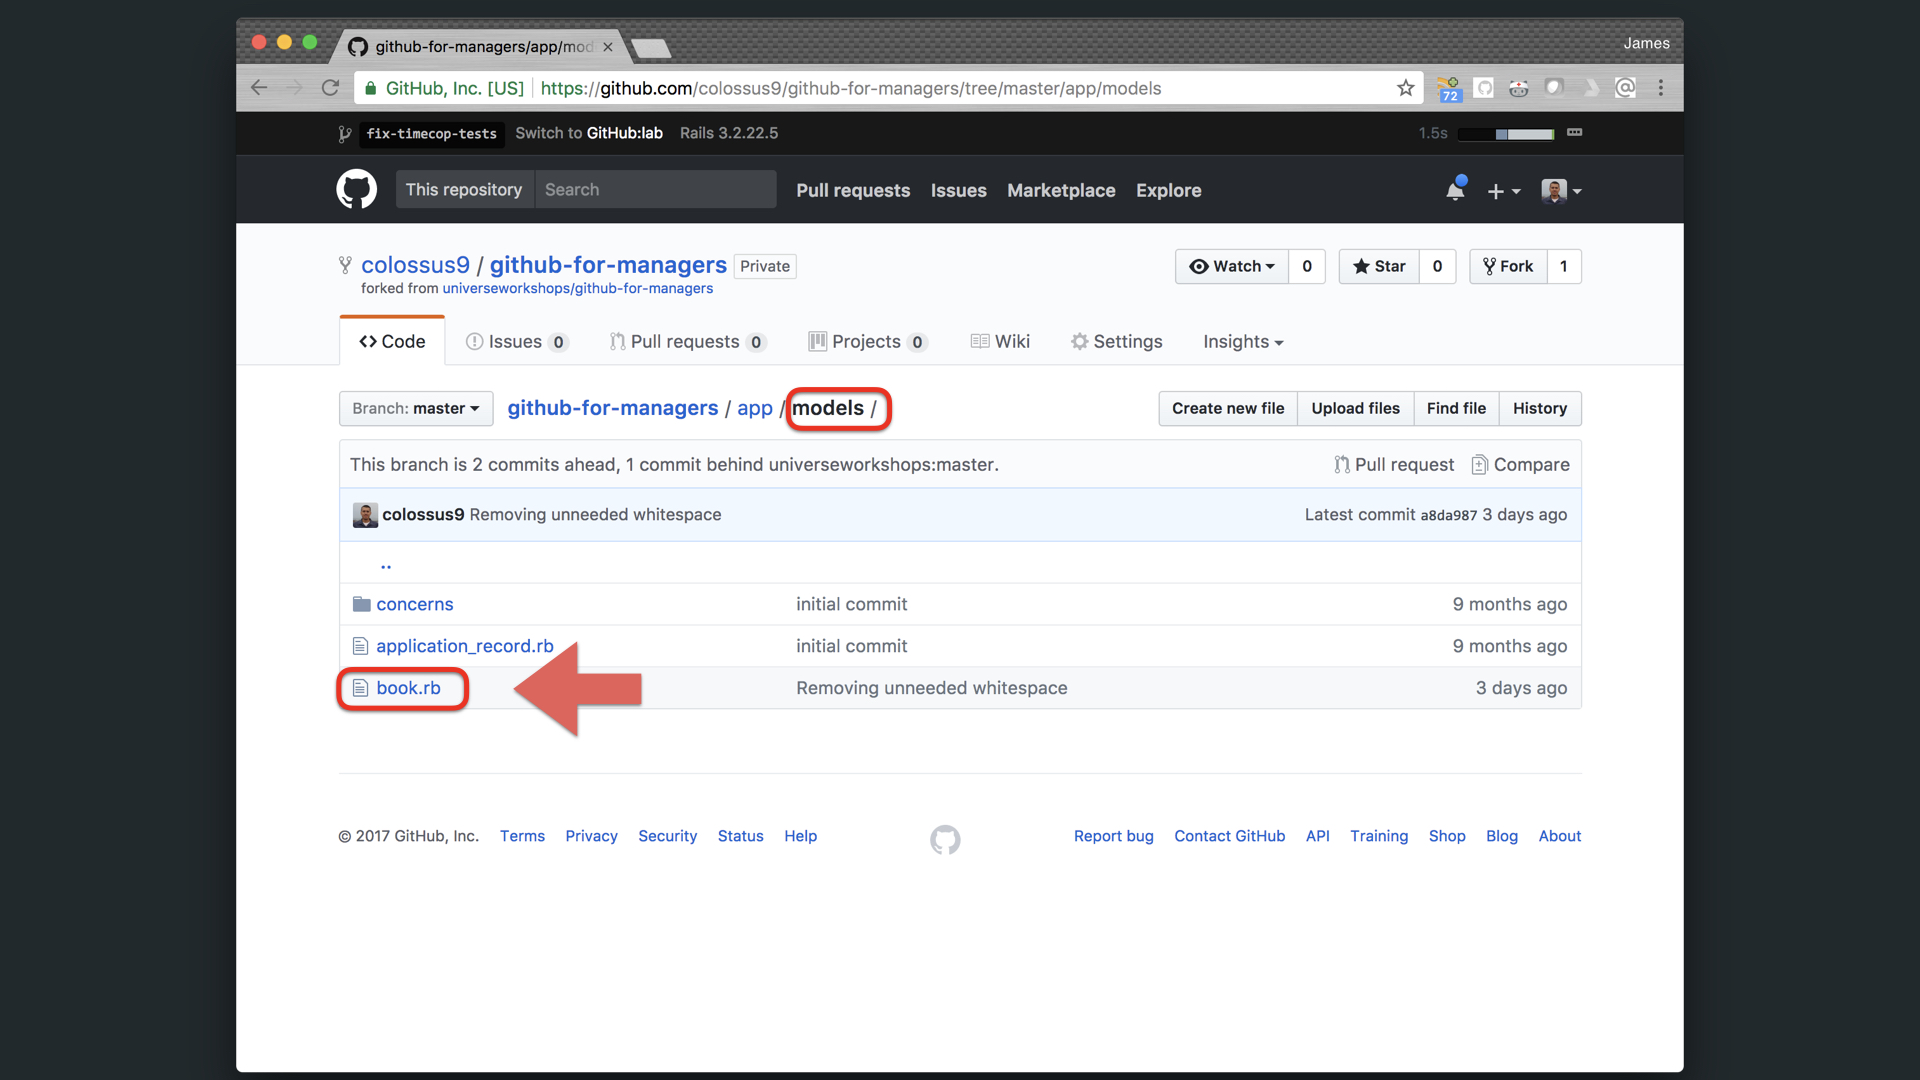 github-for-managers/app/mod
James
GitHub, Inc. [US] https://github.com/colossus9/github-for-managers/tree/master/app/models
72
fix-timecop-tests Switch to GitHub:lab Rails 3.2.22.5 1.5s
This repository Search Pull requests Issues Marketplace Explore
colossus9 / github-for-managers Private Watch 0 Star 0 Fork 1
forked from universeworkshops/github-for-managers
Code Issues 0 Pull requests 0 Projects 0 Wiki Settings Insights
Branch: master github-for-managers / app / models / Create new file Upload files Find file History
This branch is 2 commits ahead, 1 commit behind universeworkshops:master. Pull request Compare
colossus9 Removing unneeded whitespace Latest commit a8da987 3 days ago
..
concerns initial commit 9 months ago
application_record.rb initial commit 9 months ago
book.rb Removing unneeded whitespace 3 days ago
© 2017 GitHub, Inc. Terms Privacy Security Status Help Report bug Contact GitHub API Training Shop Blog About